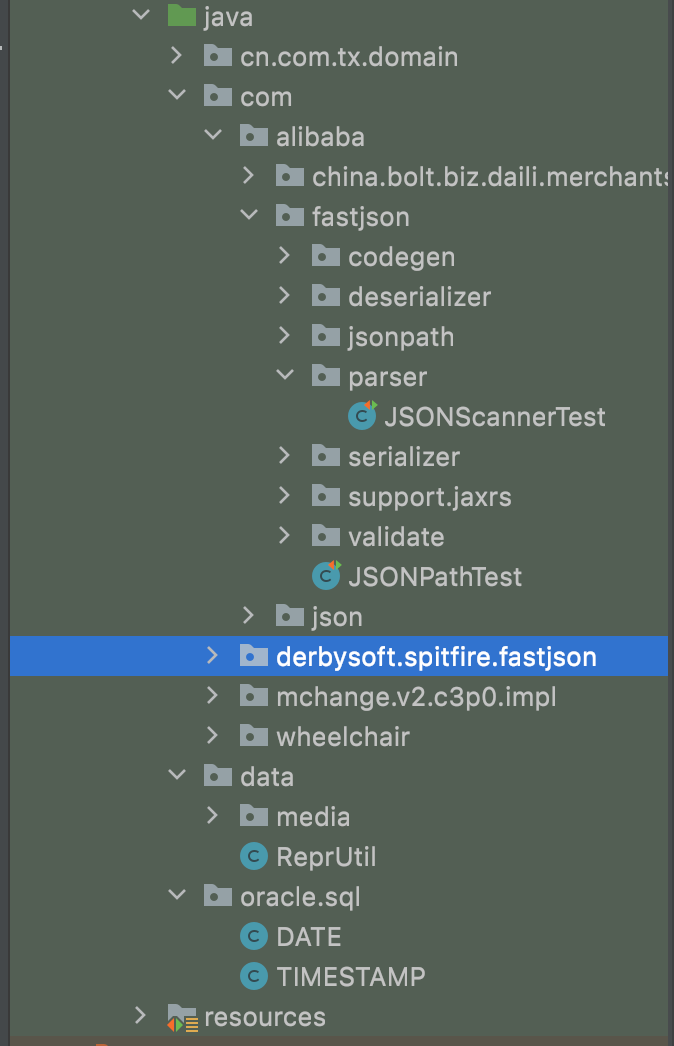 java
cn.com.tx.domain
com
alibaba
china.bolt.biz.daili.merchants
fastjson
codegen
deserializer
jsonpath
parser
JSONScannerTest
serializer
support.jaxrs
validate
JSONPathTest
json
derbysoft.spitfire.fastjson
mchange.v2.c3p0.impl
wheelchair
data
media
ReprUtil
oracle.sql
DATE
TIMESTAMP
resources